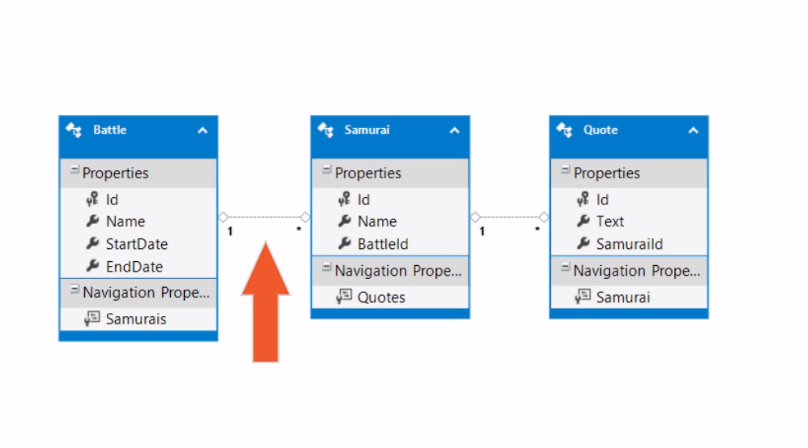 Battle
Properties
Id
Name
StartDate
EndDate
Navigation Prope...
Samurais
1
*
Samurai
Properties
Id
Name
BattleId
Navigation Prope...
Quotes
1
*
Quote
Properties
Id
Text
SamuraiId
Navigation Prope...
Samurai